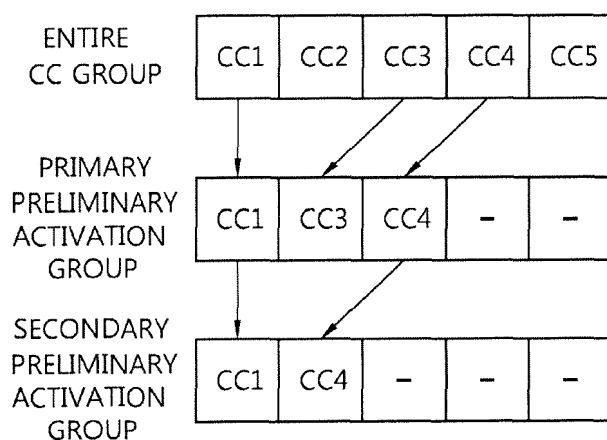 ENTIRE
CC GROUP
CC1 CC2 CC3 CC4 CC5
PRIMARY
PRELIMINARY
ACTIVATION
GROUP
CC1 CC3 CC4 - -
SECONDARY
PRELIMINARY
ACTIVATION
GROUP
CC1 CC4 - - -